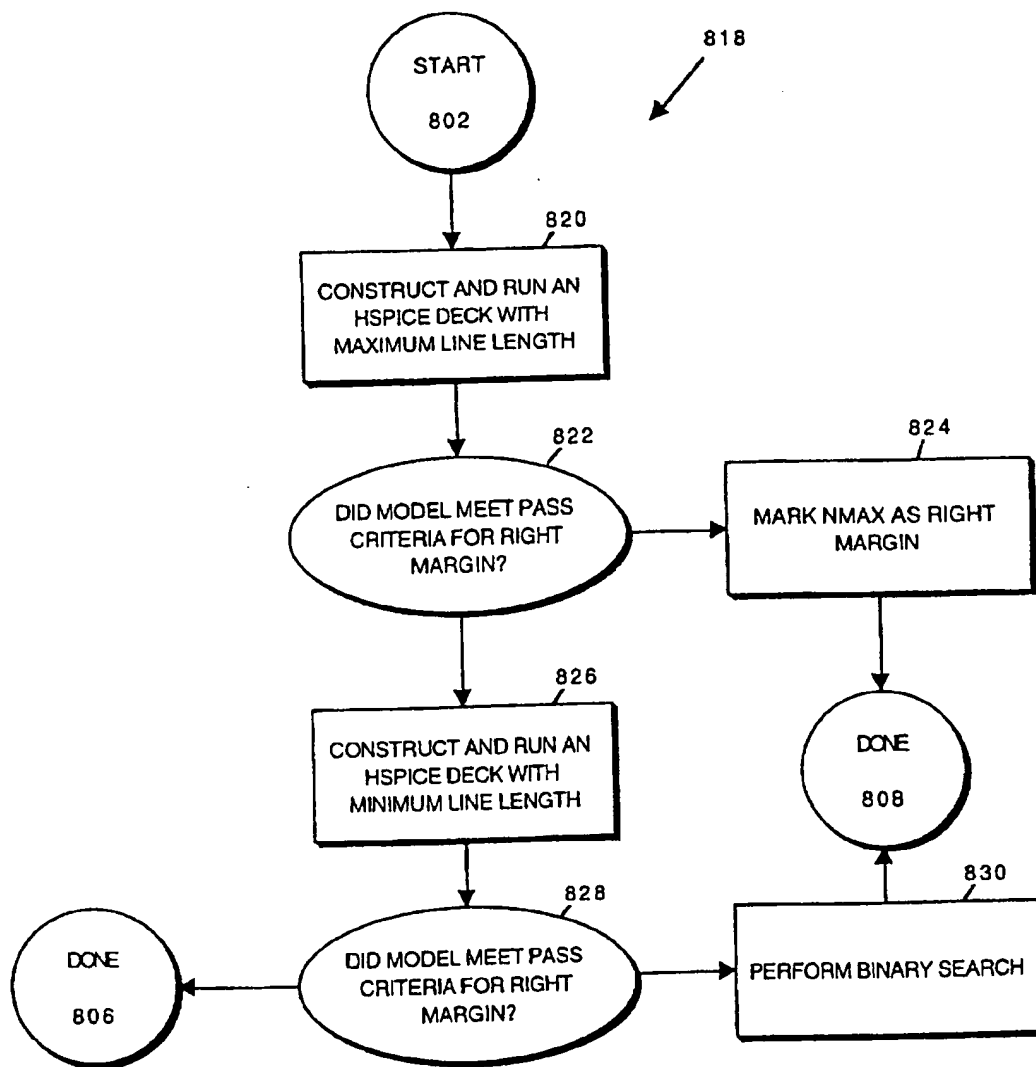 START
802
818
820
CONSTRUCT AND RUN AN
HSPICE DECK WITH
MAXIMUM LINE LENGTH
822
DID MODEL MEET PASS
CRITERIA FOR RIGHT
MARGIN?
824
MARK NMAX AS RIGHT
MARGIN
826
CONSTRUCT AND RUN AN
HSPICE DECK WITH
MINIMUM LINE LENGTH
DONE
808
828
DID MODEL MEET PASS
CRITERIA FOR RIGHT
MARGIN?
830
PERFORM BINARY SEARCH
DONE
806